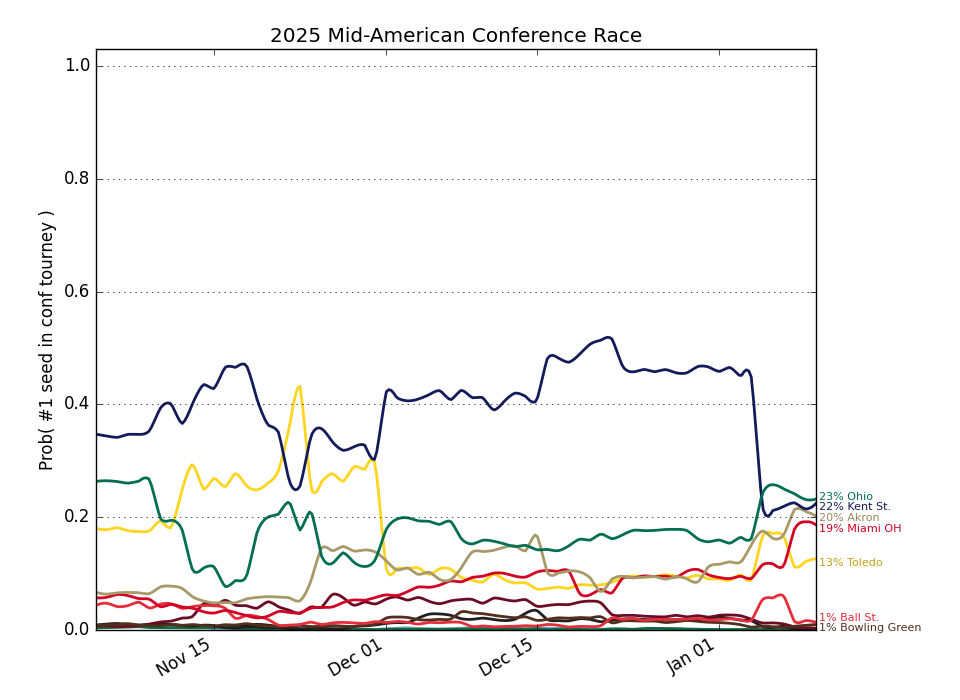 2025 Mid-American Conference Race
Prob( #1 seed in conf tourney )
1.0
0.8
0.6
0.4
0.2
0.0
Nov 15
Dec 01
Dec 15
Jan 01
23% Ohio
22% Kent St.
20% Akron
19% Miami OH
13% Toledo
1% Ball St.
1% Bowling Green